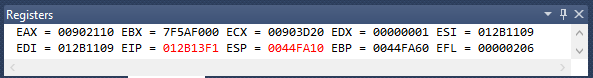 Registers
EAX = 00902110 EBX = 7F5AF000 ECX = 00903D20 EDX = 00000001 ESI = 012B1109
EDI = 012B1109 EIP = 012B13F1 ESP = 0044FA10 EBP = 0044FA60 EFL = 00000206